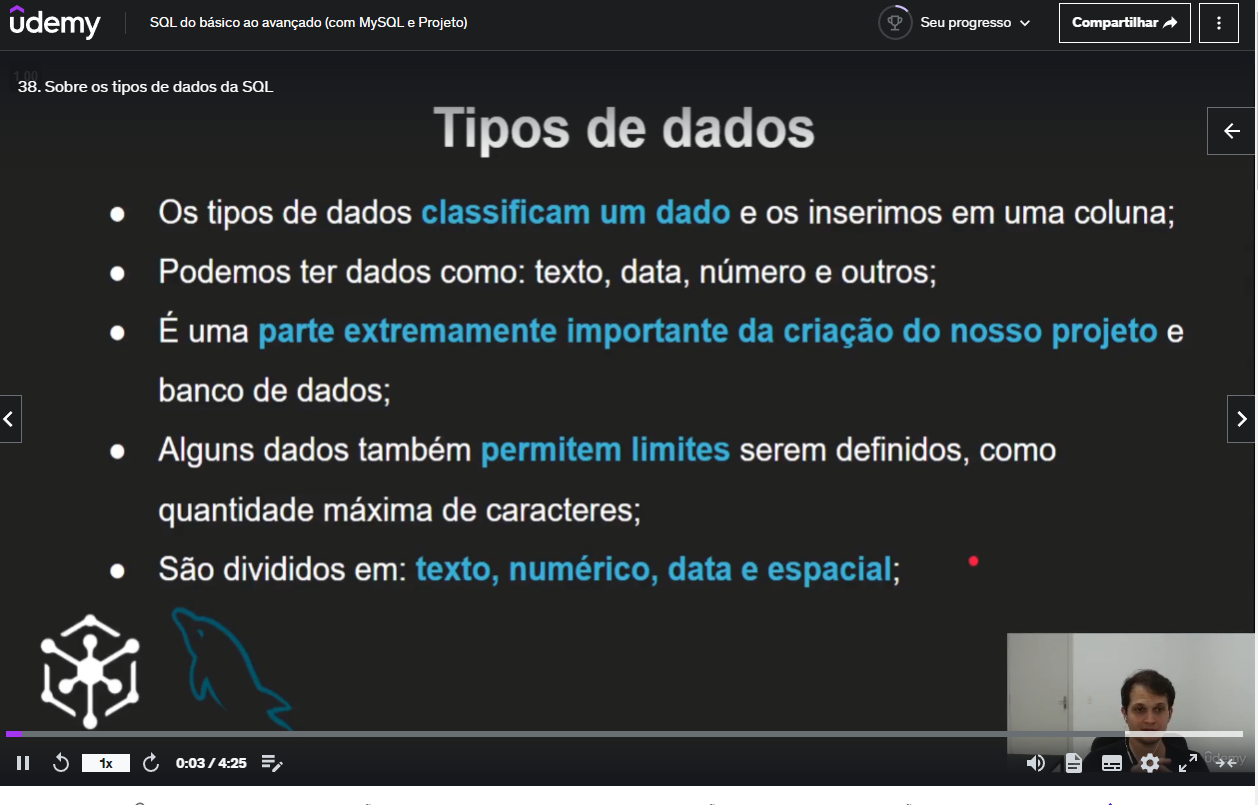 ûdemy
SQL do básico ao avançado (com MySQL e Projeto)
Seu progresso
Compartilhar
1.00
38. Sobre os tipos de dados da SQL
Tipos de dados
● Os tipos de dados classificam um dado e os inserimos em uma coluna;
● Podemos ter dados como: texto, data, número e outros;
● É uma parte extremamente importante da criação do nosso projeto e
banco de dados;
● Alguns dados também permitem limites serem definidos, como
quantidade máxima de caracteres;
● São divididos em: texto, numérico, data e espacial;
1x
0:03 / 4:25
ûdemy